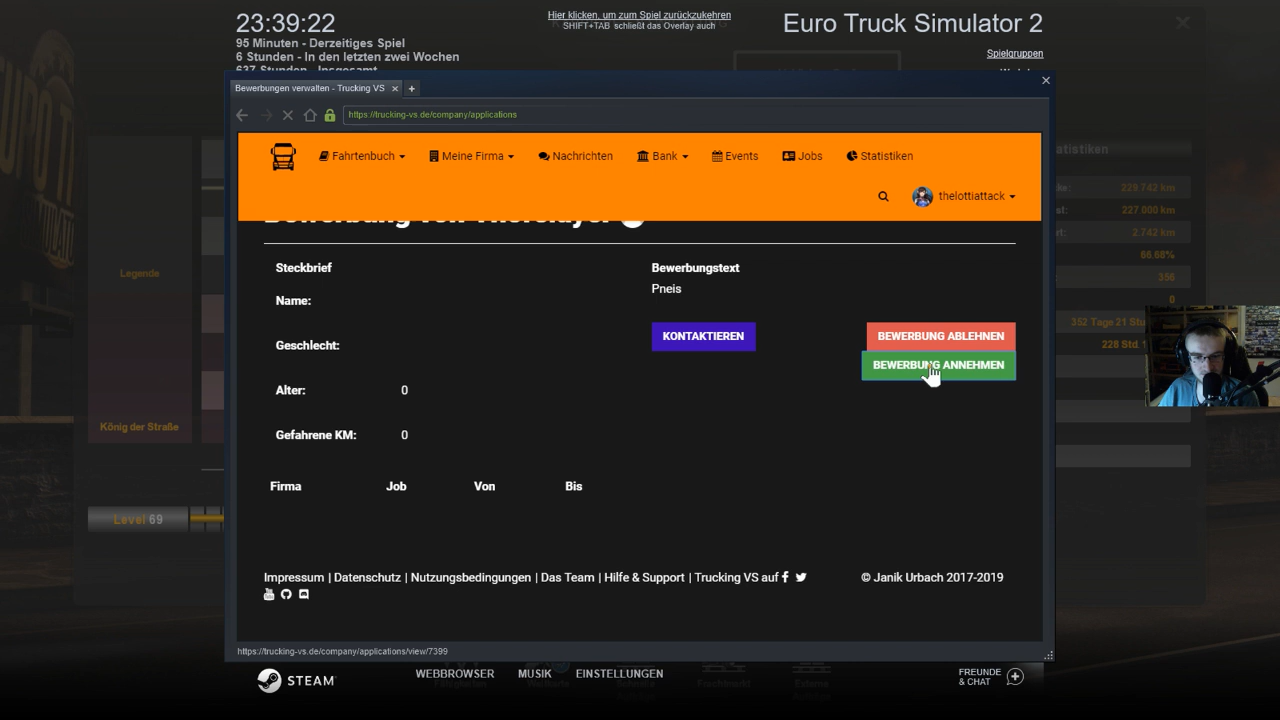 23:39:22
95 Minuten - Derzeitiges Spiel
6 Stunden - In den letzten zwei Wochen
637 Stunden - Insgesamt
Hier klicken, um zum Spiel zurückzukehren
SHIFT+TAB schließt das Overlay auch
Euro Truck Simulator 2
Spielgruppen
Bewerbungen verwalten - Trucking VS
https://trucking-vs.de/company/applications
Fahrtenbuch
Meine Firma
Nachrichten
Bank
Events
Jobs
Statistiken
thelottiattack
Bewerbung von
Steckbrief
Name:
Geschlecht:
Alter: 0
Gefahrene KM: 0
Firma Job Von Bis
Bewerbungstext
Pneis
KONTAKTIEREN
BEWERBUNG ABLEHNEN
BEWERBUNG ANNEHMEN
Impressum | Datenschutz | Nutzungsbedingungen | Das Team | Hilfe & Support | Trucking VS auf
© Janik Urbach 2017-2019
https://trucking-vs.de/company/applications/view/7399
Legende
König der Straße
Level 69
229.742 km
227.000 km
2.742 km
66.68%
356
0
352 Tage 21
228 Std.
STEAM
WEBBROWSER
MUSIK
EINSTELLUNGEN
FREUNDE
& CHAT